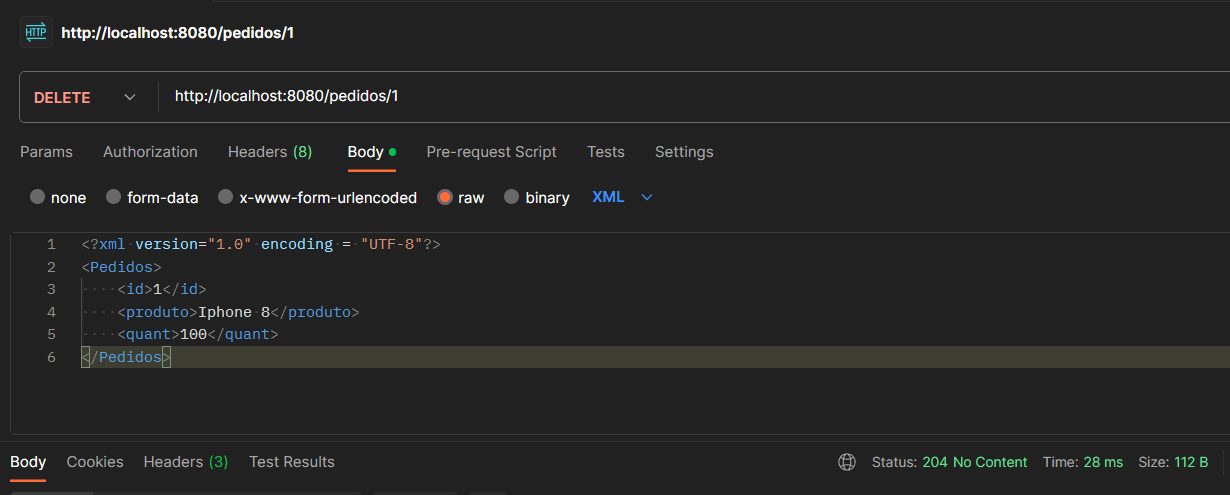 HTTP http://localhost:8080/pedidos/1
DELETE http://localhost:8080/pedidos/1
Params Authorization Headers (8) Body Pre-request Script Tests Settings
none form-data x-www-form-urlencoded raw binary XML
1 <?xml version="1.0" encoding = "UTF-8"?>
2 <Pedidos>
3 <id>1</id>
4 <produto>Iphone 8</produto>
5 <quant>100</quant>
6 </Pedidos>
Body Cookies Headers (3) Test Results Status: 204 No Content Time: 28 ms Size: 112 B